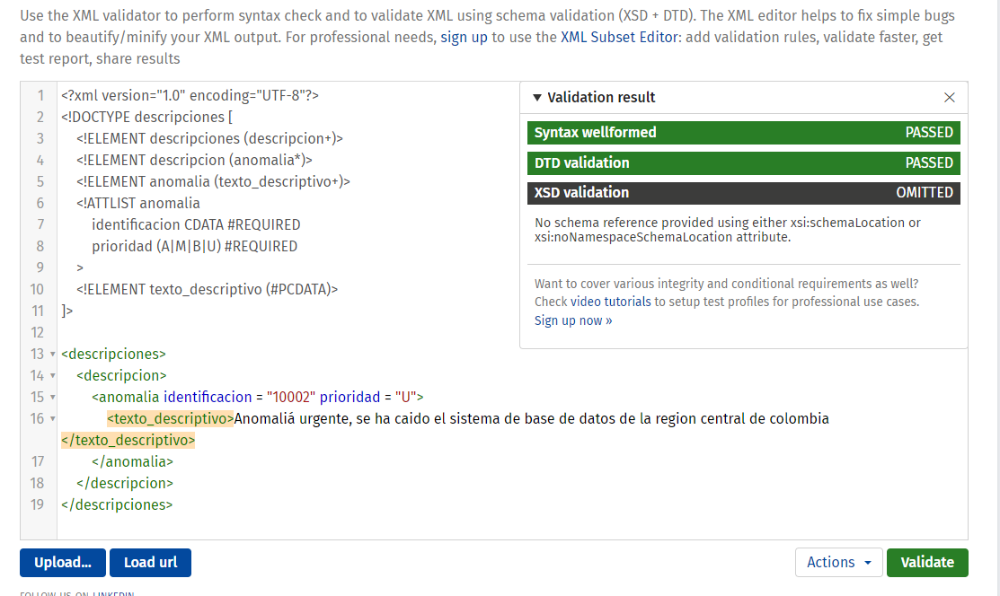 Use the XML validator to perform syntax check and to validate XML using schema validation (XSD + DTD). The XML editor helps to fix simple bugs
and to beautify/minify your XML output. For professional needs, sign up to use the XML Subset Editor: add validation rules, validate faster, get
test report, share results
1 <?xml version="1.0" encoding="UTF-8"?>
2 <!DOCTYPE descripciones [
3 <!ELEMENT descripciones (descripcion+)>
4 <!ELEMENT descripcion (anomalia*)>
5 <!ELEMENT anomalia (texto_descriptivo+)>
6 <!ATTLIST anomalia
7 identificacion CDATA #REQUIRED
8 prioridad (A|M|B|U) #REQUIRED
9 >
10 <!ELEMENT texto_descriptivo (#PCDATA)>
11 ]>
12
13 <descripciones>
14 <descripcion>
15 <anomalia identificacion = "10002" prioridad = "U">
16 <texto_descriptivo>Anomaliá urgente, se ha caido el sistema de base de datos de la region central de colombia
</texto_descriptivo>
17 </anomalia>
18 </descripcion>
19 </descripciones>
Validation result
Syntax wellformed PASSED
DTD validation PASSED
XSD validation OMITTED
No schema reference provided using either xsi:schemaLocation or
xsi:noNamespaceSchemaLocation attribute.
Want to cover various integrity and conditional requirements as well?
Check video tutorials to setup test profiles for professional use cases.
Sign up now »
Upload... Load url Actions Validate
FOLLOW US ON LINKEDIN